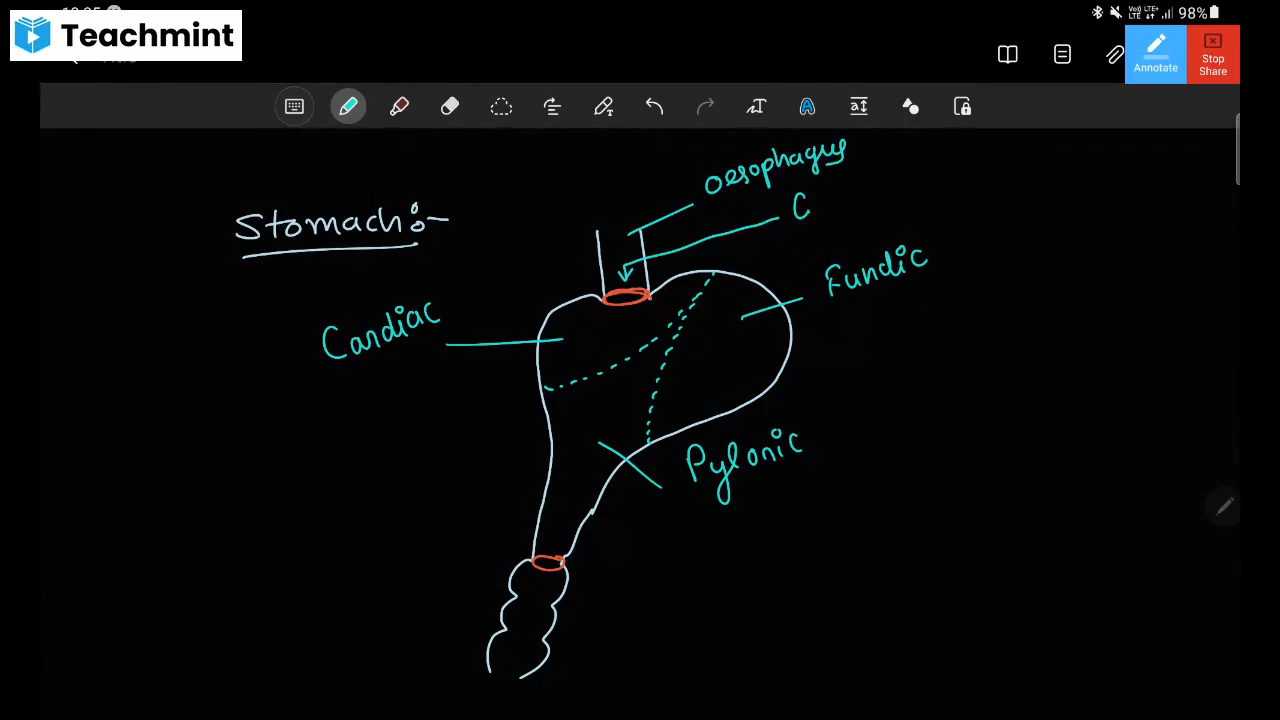 Teachmint
98%
Annotate
Stop
Share
Oesophagus
C
Stomach :-
Fundic
Cardiac
Pyloric